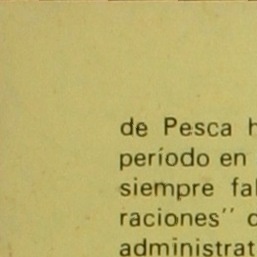 de Pesca h
período en
siempre fal
raciones" c
administrat